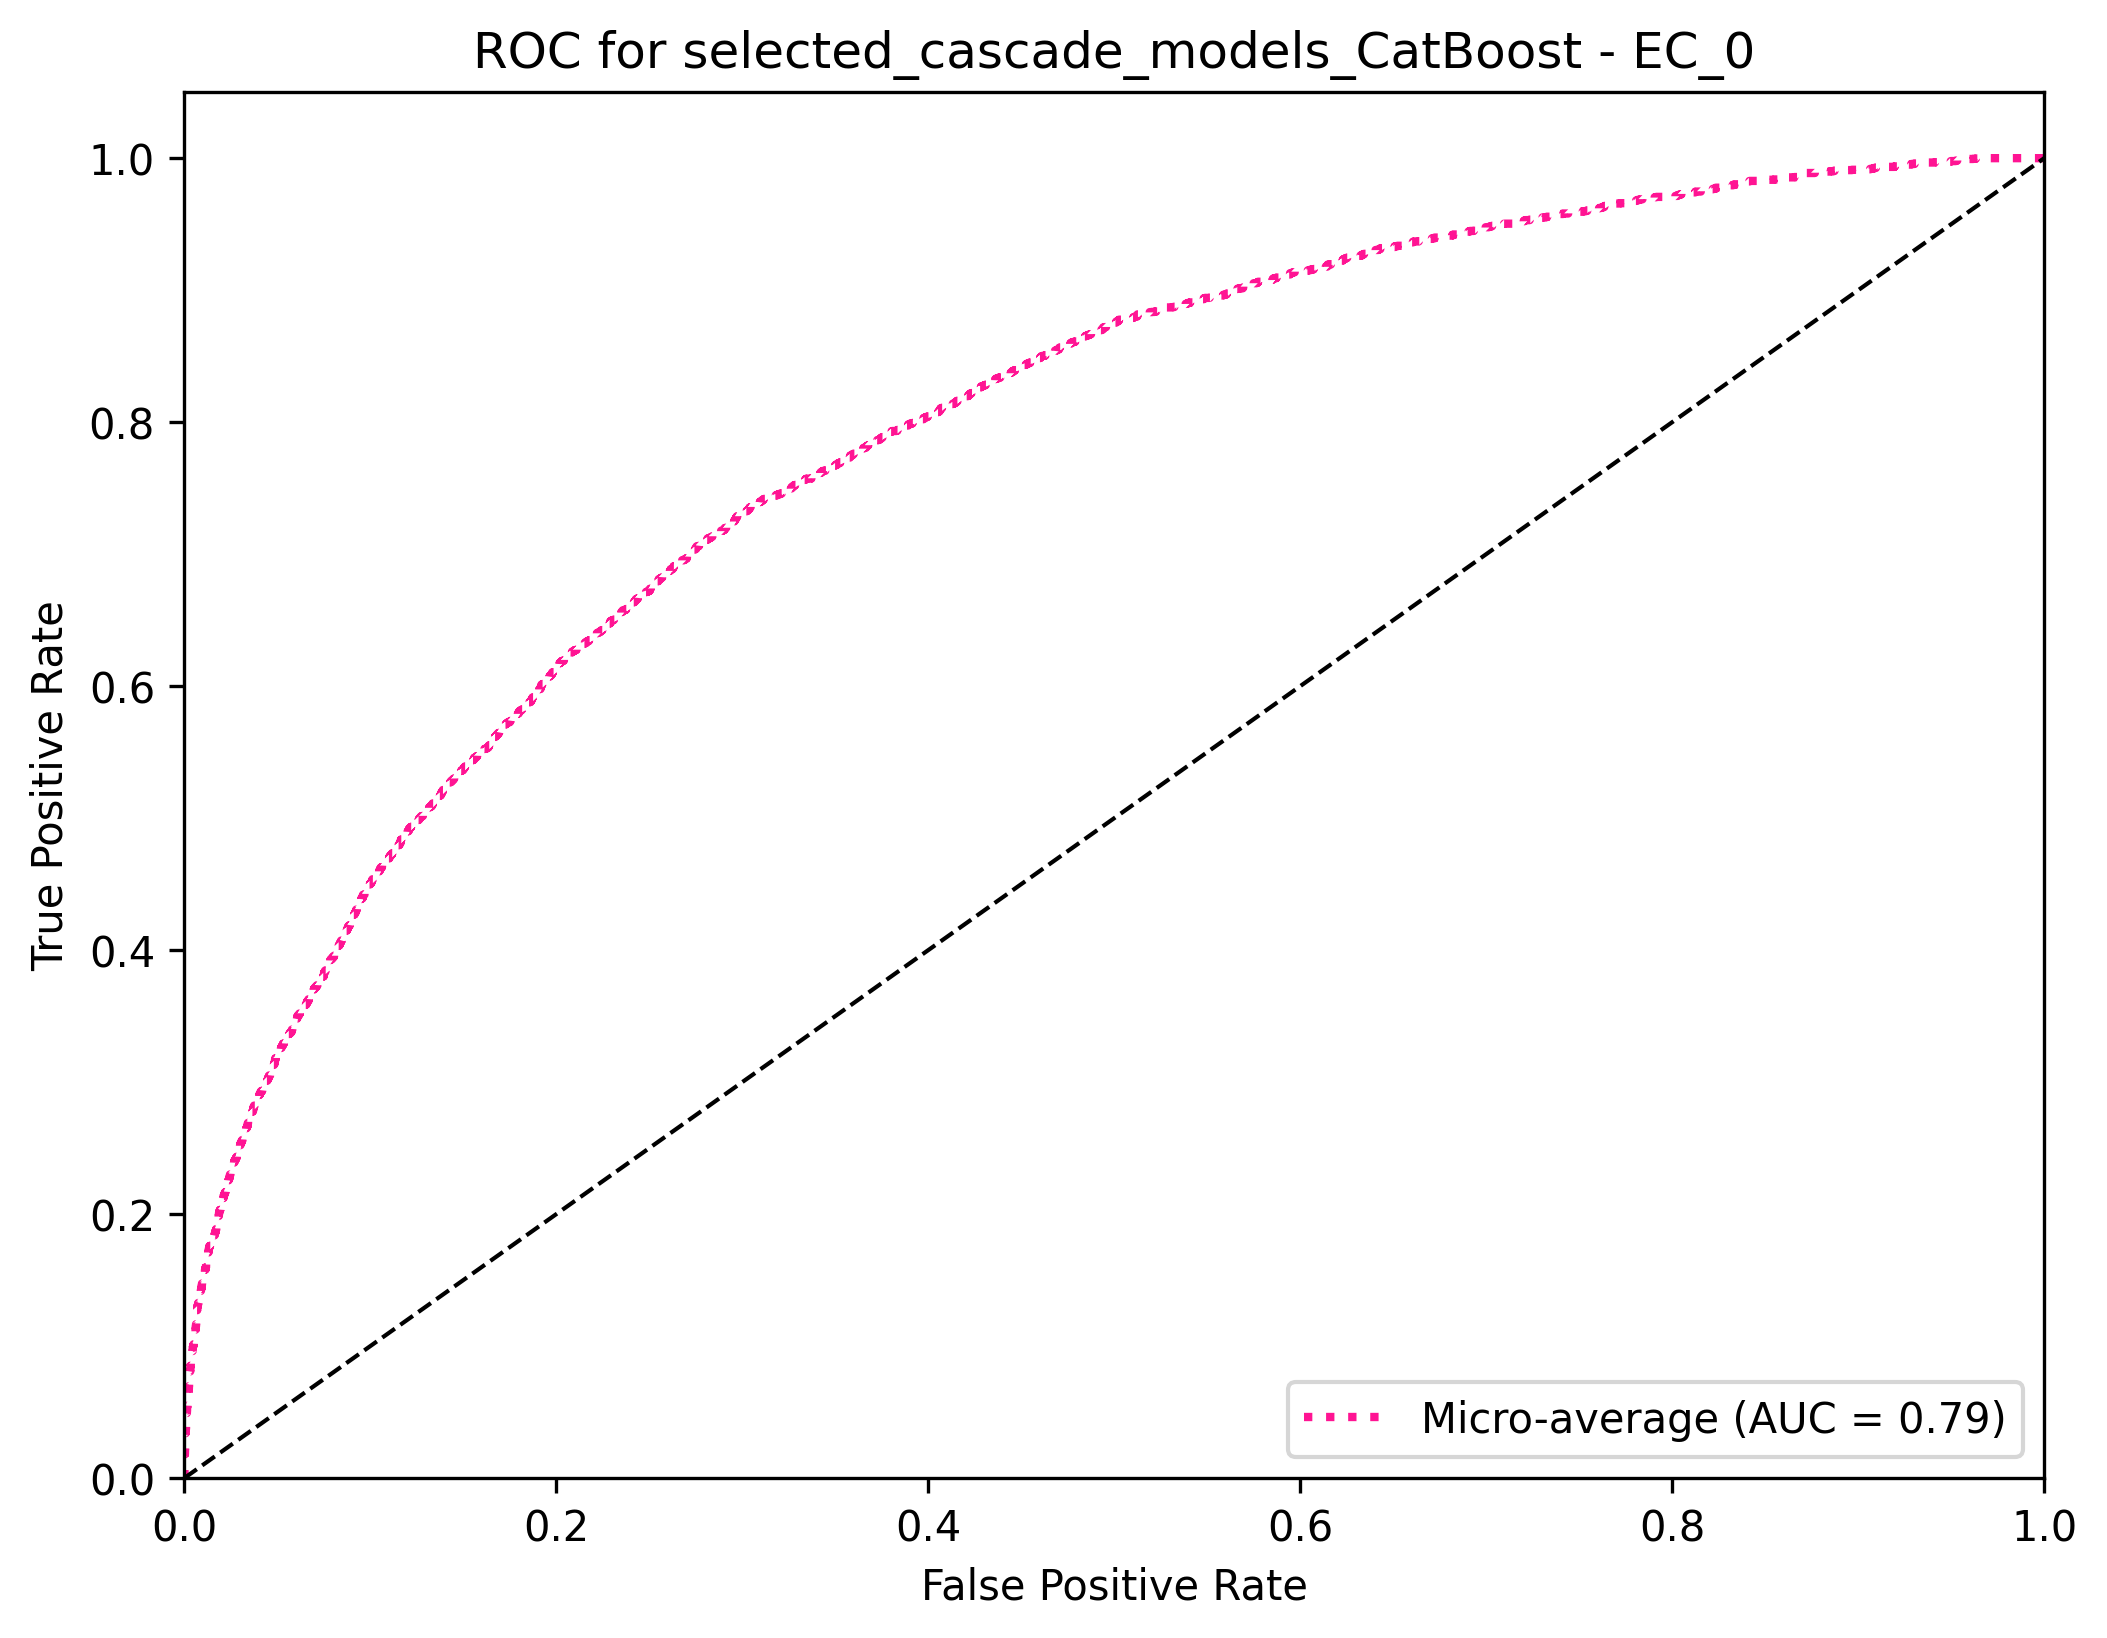 ROC for selected_cascade_models_CatBoost - EC_0
True Positive Rate
1.0
0.8
0.6
0.4
0.2
0.0
Micro-average (AUC = 0.79)
0.0 0.2 0.4 0.6 0.8 1.0
False Positive Rate